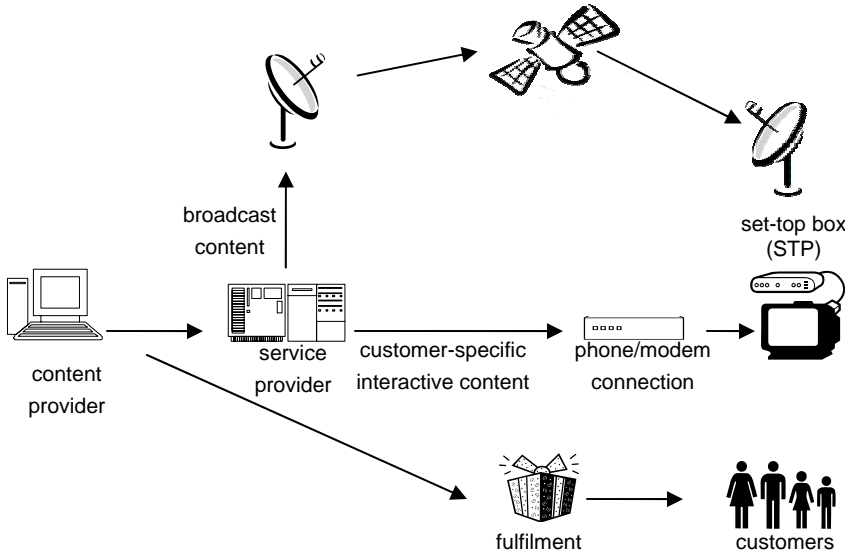 broadcast
content
set-top box
(STP)
content
provider
service
provider
customer-specific
interactive content
phone/modem
connection
fulfilment
customers